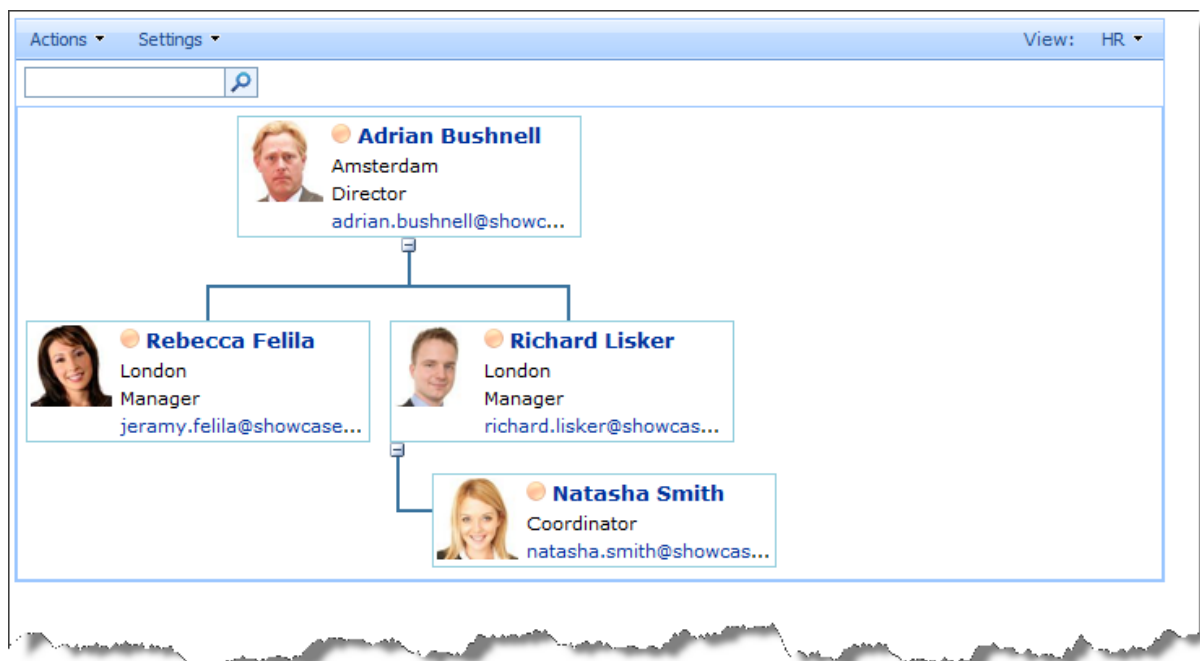 Actions Settings View: HR
Adrian Bushnell
Amsterdam
Director
adrian.bushnell@showc...
Rebecca Felila
London
Manager
jeramy.felila@showcase...
Richard Lisker
London
Manager
richard.lisker@showcas...
Natasha Smith
Coordinator
natasha.smith@showcas...